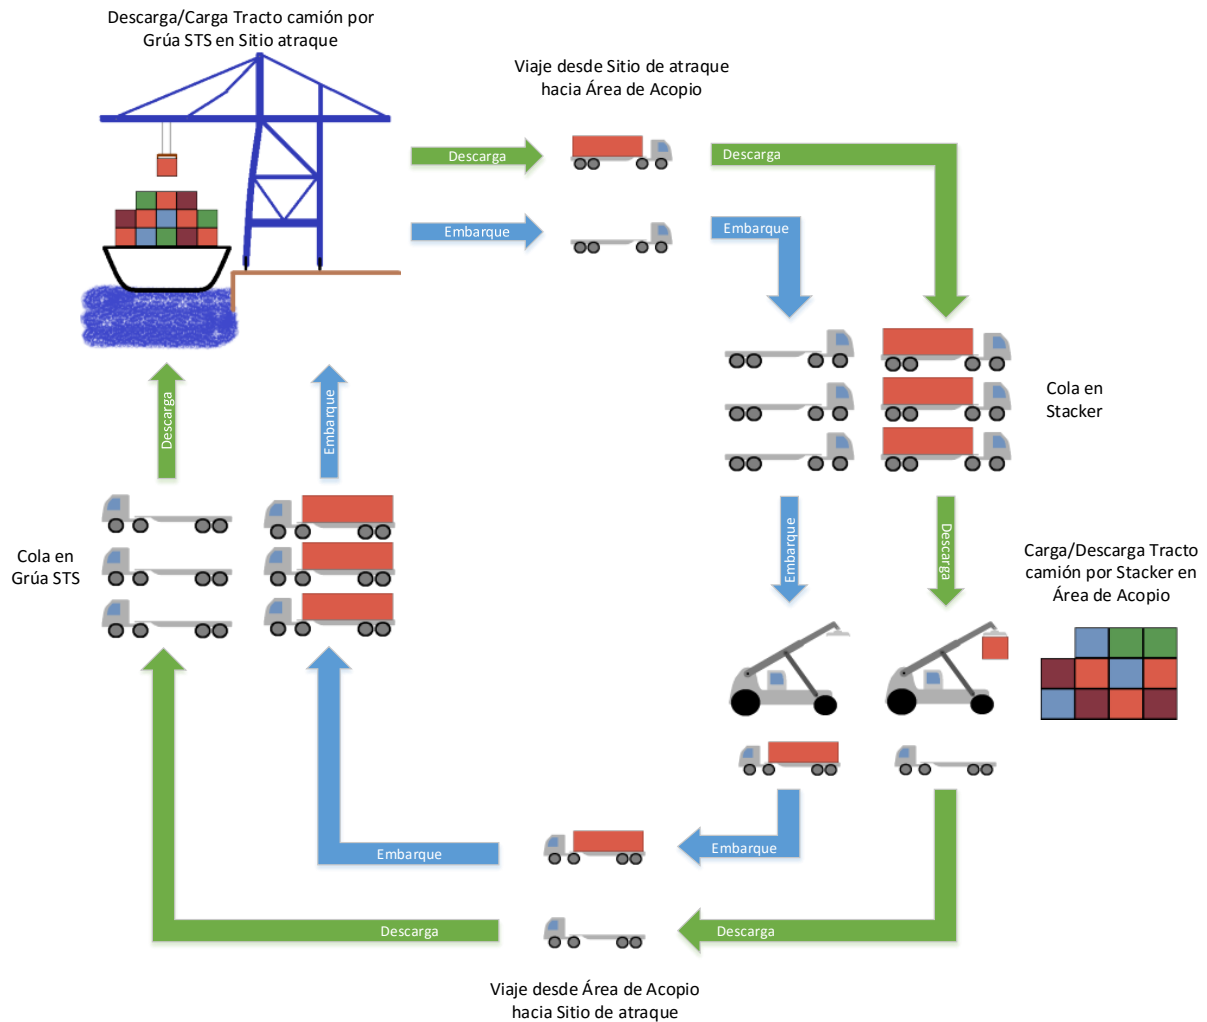 Descarga/Carga Tracto camión por
Grúa STS en Sitio atraque
Viaje desde Sitio de atraque
hacia Área de Acopio
Descarga
Descarga
Embarque
Embarque
Cola en
Stacker
Descarga
Embarque
Embarque
Descarga
Cola en
Grúa STS
Carga/Descarga Tracto
camión por Stacker en
Área de Acopio
Embarque
Embarque
Descarga
Descarga
Viaje desde Área de Acopio
hacia Sitio de atraque